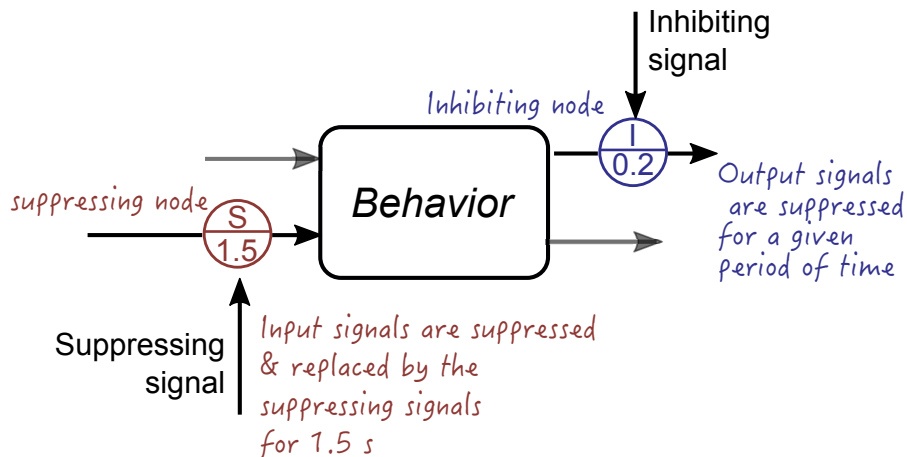 Inhibiting
signal
Inhibiting node
I
0.2
suppressing node
S
1.5
Behavior
Output signals
are suppressed
for a given
period of time
Suppressing
signal
Input signals are suppressed
& replaced by the
suppressing signals
for 1.5 s